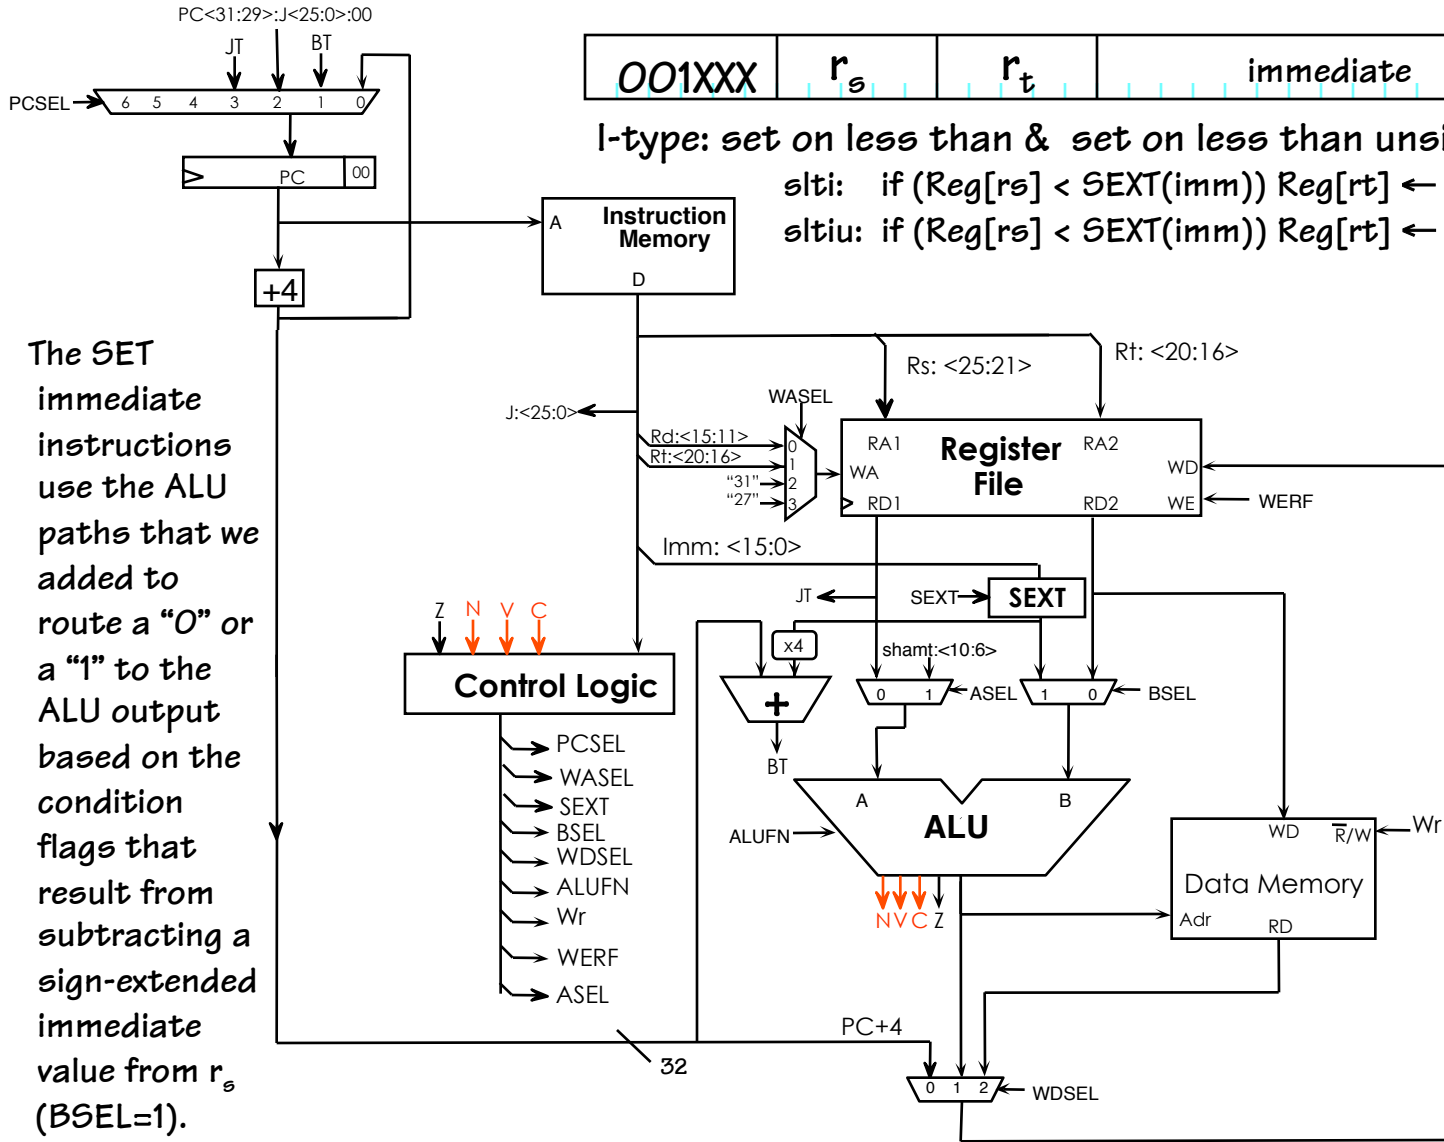 PC<31:29>:J<25:0>:00
JT
BT
PCSEL
6 5 4 3 2 1 0
PC
00
+4
001XXX
rs
rt
immediate
I-type: set on less than & set on less than unsi
slti: if (Reg[rs] < SEXT(imm)) Reg[rt] ←
sltiu: if (Reg[rs] < SEXT(imm)) Reg[rt] ←
A
Instruction
Memory
D
The SET
immediate
instructions
use the ALU
paths that we
added to
route a “0” or
a “1” to the
ALU output
based on the
condition
flags that
result from
subtracting a
sign-extended
immediate
value from rs
(BSEL=1).
Rs: <25:21>
Rt: <20:16>
J:<25:0>
WASEL
Rd:<15:11>
Rt:<20:16>
“31”
“27”
0
1
2
3
RA1
Register
File
RA2
WA
WD
RD1
RD2
WE
WERF
Imm: <15:0>
JT
SEXT
SEXT
x4
shamt:<10:6>
Z
N
V
C
Control Logic
+
BT
0 1
ASEL
1 0
BSEL
PCSEL
WASEL
SEXT
BSEL
WDSEL
ALUFN
Wr
WERF
ASEL
A
B
ALU
ALUFN
N V C Z
WD
R/W
Wr
Data Memory
Adr
RD
PC+4
32
0 1 2
WDSEL